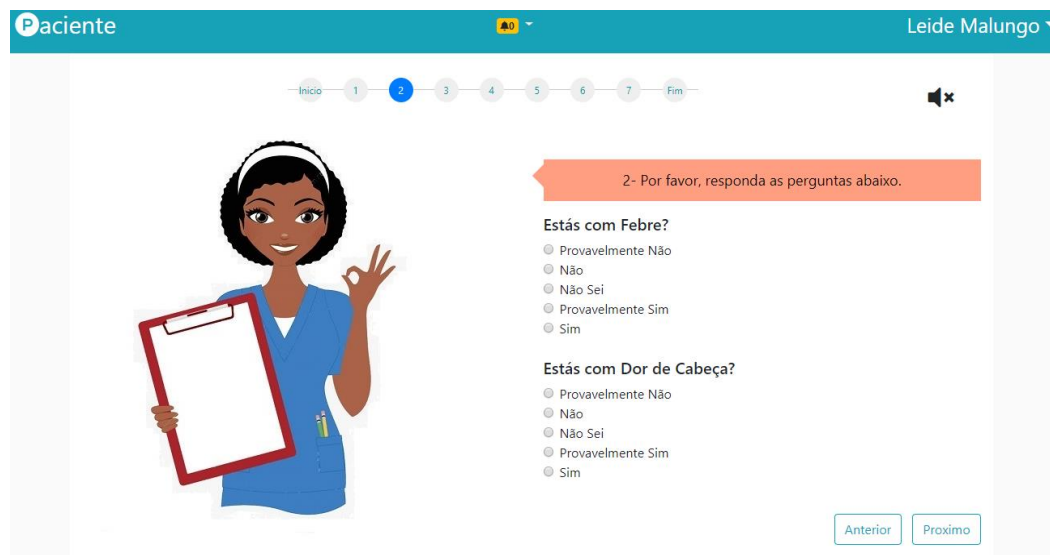 Paciente
0
Leide Malungo
Inicio 1 2 3 4 5 6 7 Fim
2- Por favor, responda as perguntas abaixo.
Estás com Febre?
Provavelmente Não
Não
Não Sei
Provavelmente Sim
Sim
Estás com Dor de Cabeça?
Provavelmente Não
Não
Não Sei
Provavelmente Sim
Sim
Anterior Proximo